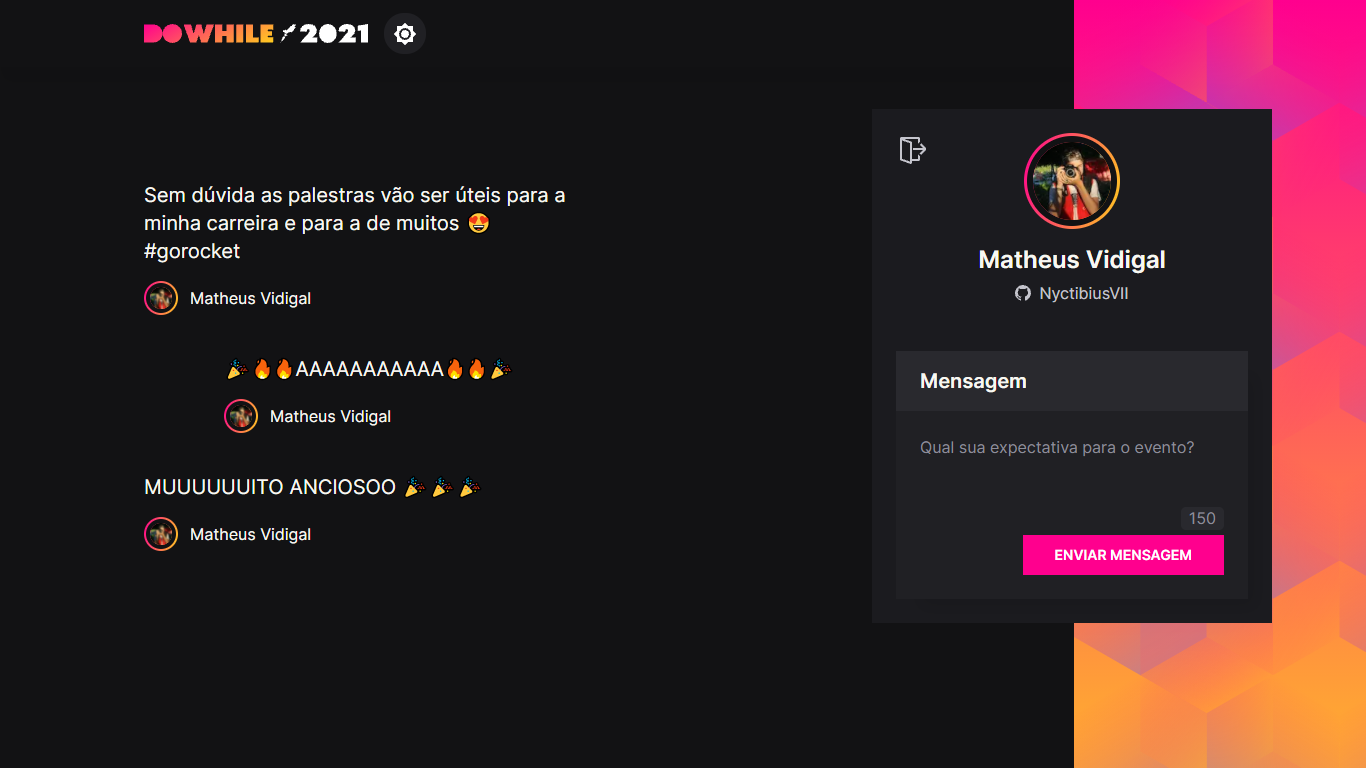 DOWHILE 2021
Sem dúvida as palestras vão ser úteis para a
minha carreira e para a de muitos 😍
#gorocket
Matheus Vidigal
🎉🔥🔥AAAAAAAAAAA🔥🔥🎉
Matheus Vidigal
MUUUUUUITO ANCIOSOO 🎉🎉🎉
Matheus Vidigal
Matheus Vidigal
NyctibiusVII
Mensagem
Qual sua expectativa para o evento?
150
ENVIAR MENSAGEM